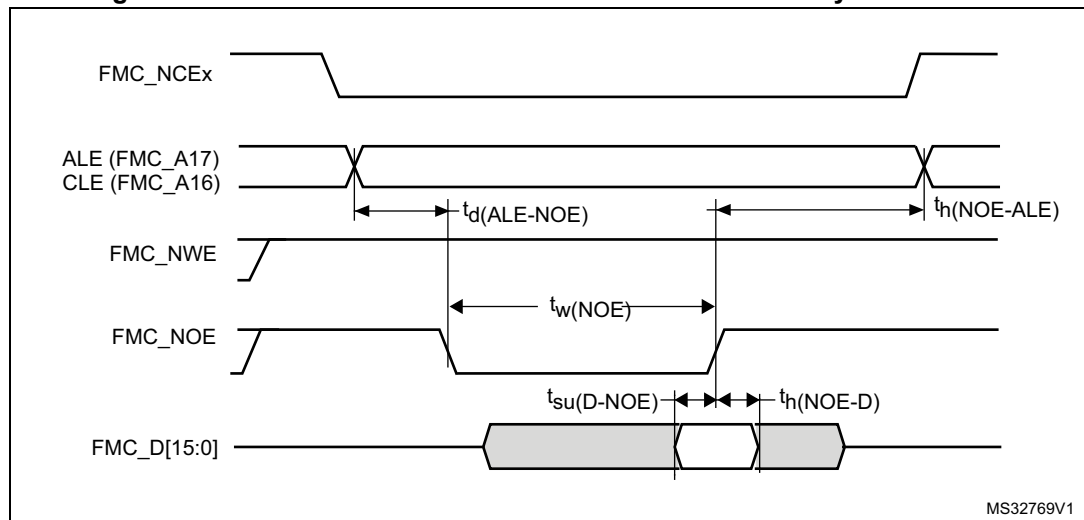 FMC_NCEx
ALE (FMC_A17)
CLE (FMC_A16)
td(ALE-NOE)
th(NOE-ALE)
FMC_NWE
tw(NOE)
FMC_NOE
tsu(D-NOE)
th(NOE-D)
FMC_D[15:0]
MS32769V1